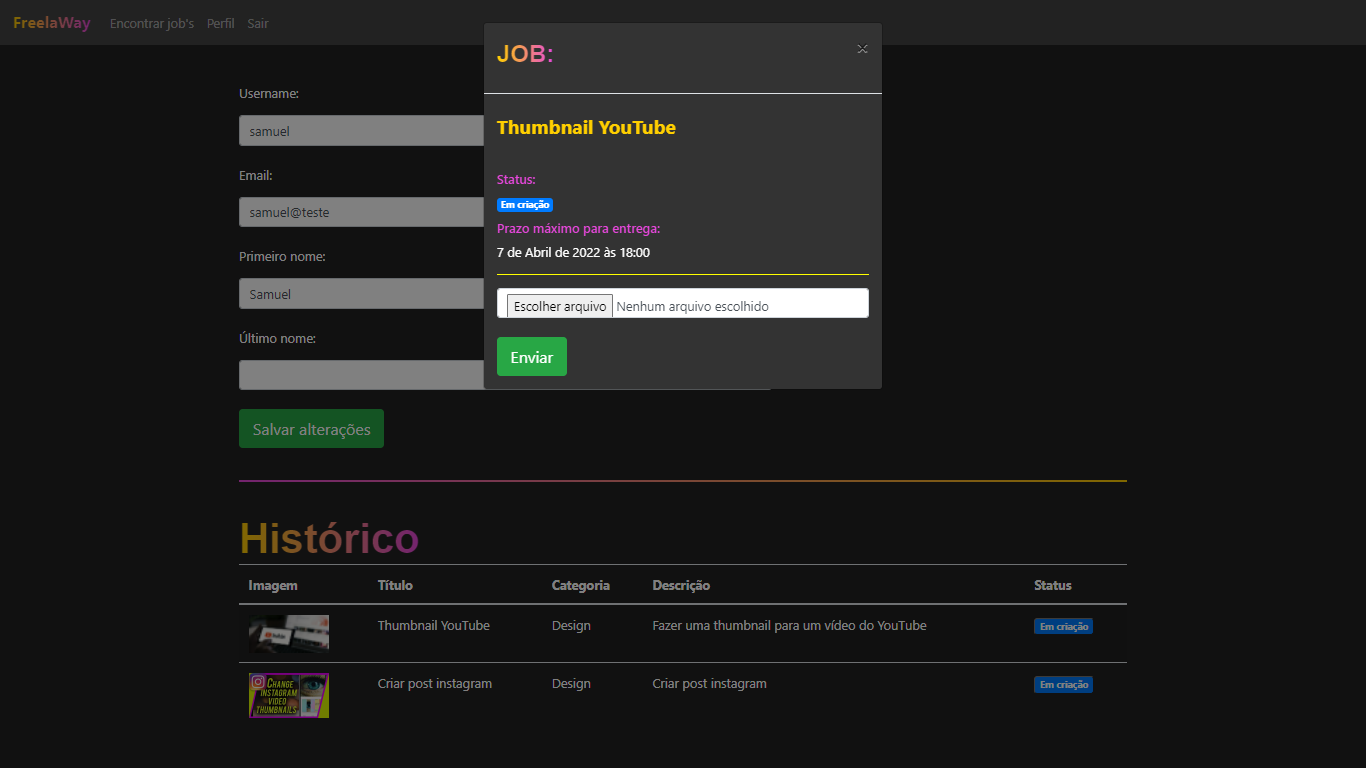 FreelaWay Encontrar job's Perfil Sair
JOB:
×
Thumbnail YouTube
Status:
Em criação
Prazo máximo para entrega:
7 de Abril de 2022 às 18:00
Escolher arquivo Nenhum arquivo escolhido
Enviar
Username:
samuel
Email:
samuel@teste
Primeiro nome:
Samuel
Último nome:
Salvar alterações
Histórico
Imagem Título Categoria Descrição Status
Thumbnail YouTube Design Fazer uma thumbnail para um vídeo do YouTube Em criação
CHANGE
INSTAGRAM
VIDEO
THUMBNAILS
Criar post instagram Design Criar post instagram Em criação